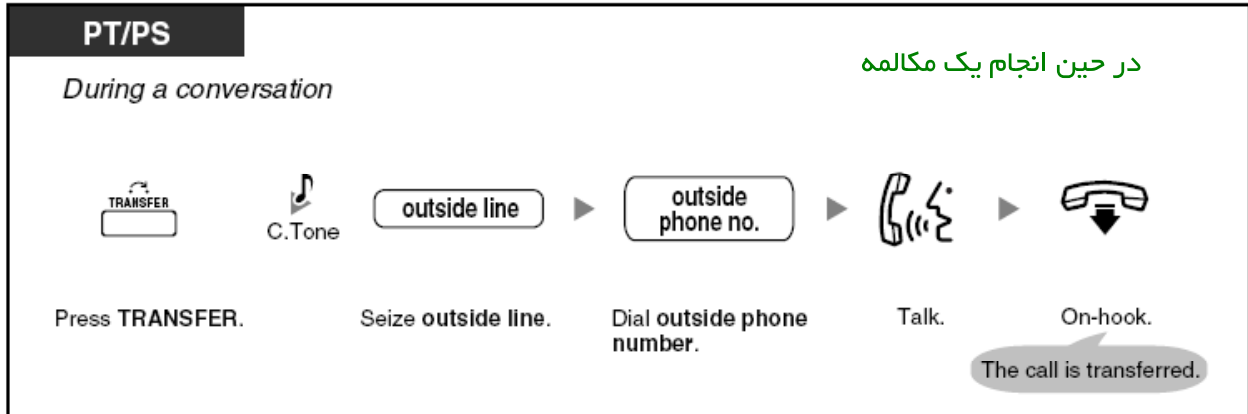 PT/PS
در حین انجام یک مکالمه
During a conversation
TRANSFER
C.Tone
outside line
outside
phone no.
Press TRANSFER.
Seize outside line.
Dial outside phone
number.
Talk.
On-hook.
The call is transferred.